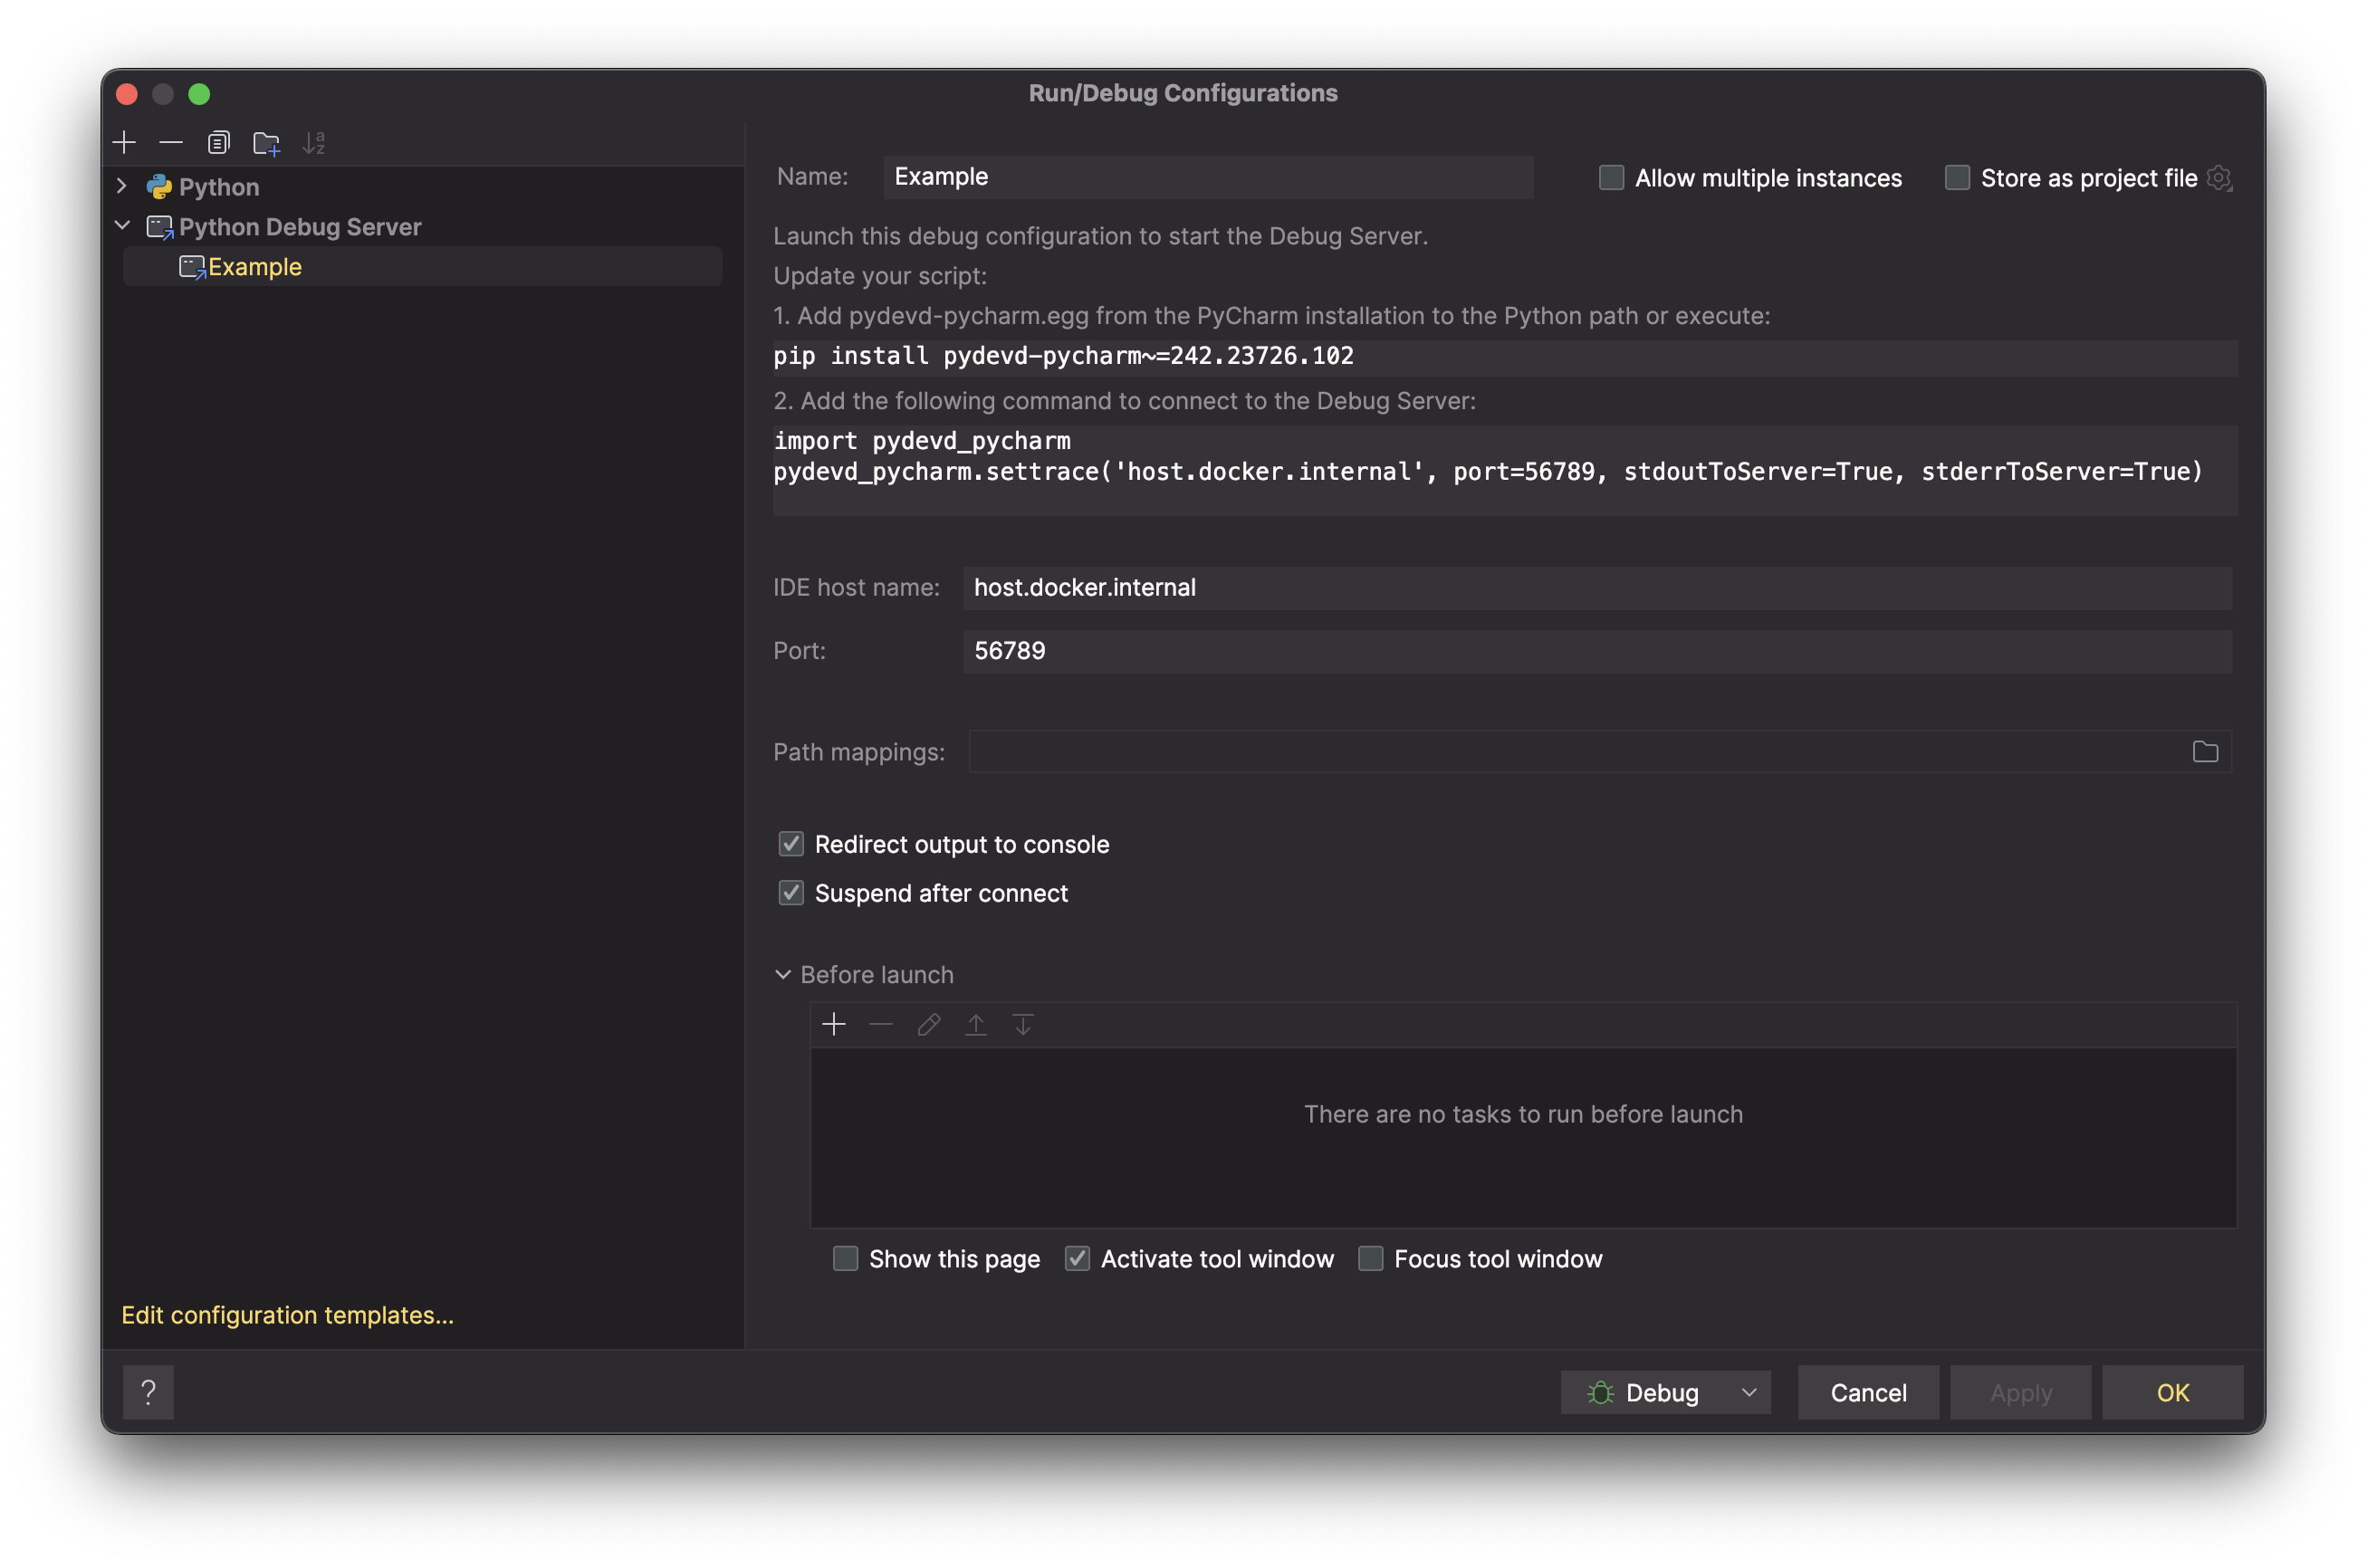 Run/Debug Configurations
Python
Python Debug Server
Example
Edit configuration templates...
Name: Example
Allow multiple instances
Store as project file
Launch this debug configuration to start the Debug Server.
Update your script:
1. Add pydevd-pycharm.egg from the PyCharm installation to the Python path or execute:
pip install pydevd-pycharm~=242.23726.102
2. Add the following command to connect to the Debug Server:
import pydevd_pycharm
pydevd_pycharm.settrace('host.docker.internal', port=56789, stdoutToServer=True, stderrToServer=True)
IDE host name: host.docker.internal
Port: 56789
Path mappings:
Redirect output to console
Suspend after connect
Before launch
There are no tasks to run before launch
Show this page Activate tool window Focus tool window
? Debug Cancel Apply OK